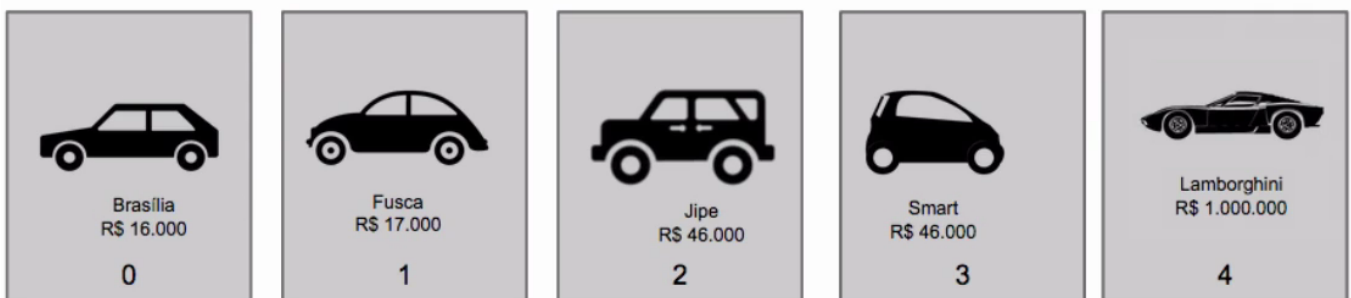 Brasília
R$ 16.000
0
Fusca
R$ 17.000
1
Jipe
R$ 46.000
2
Smart
R$ 46.000
3
Lamborghini
R$ 1.000.000
4